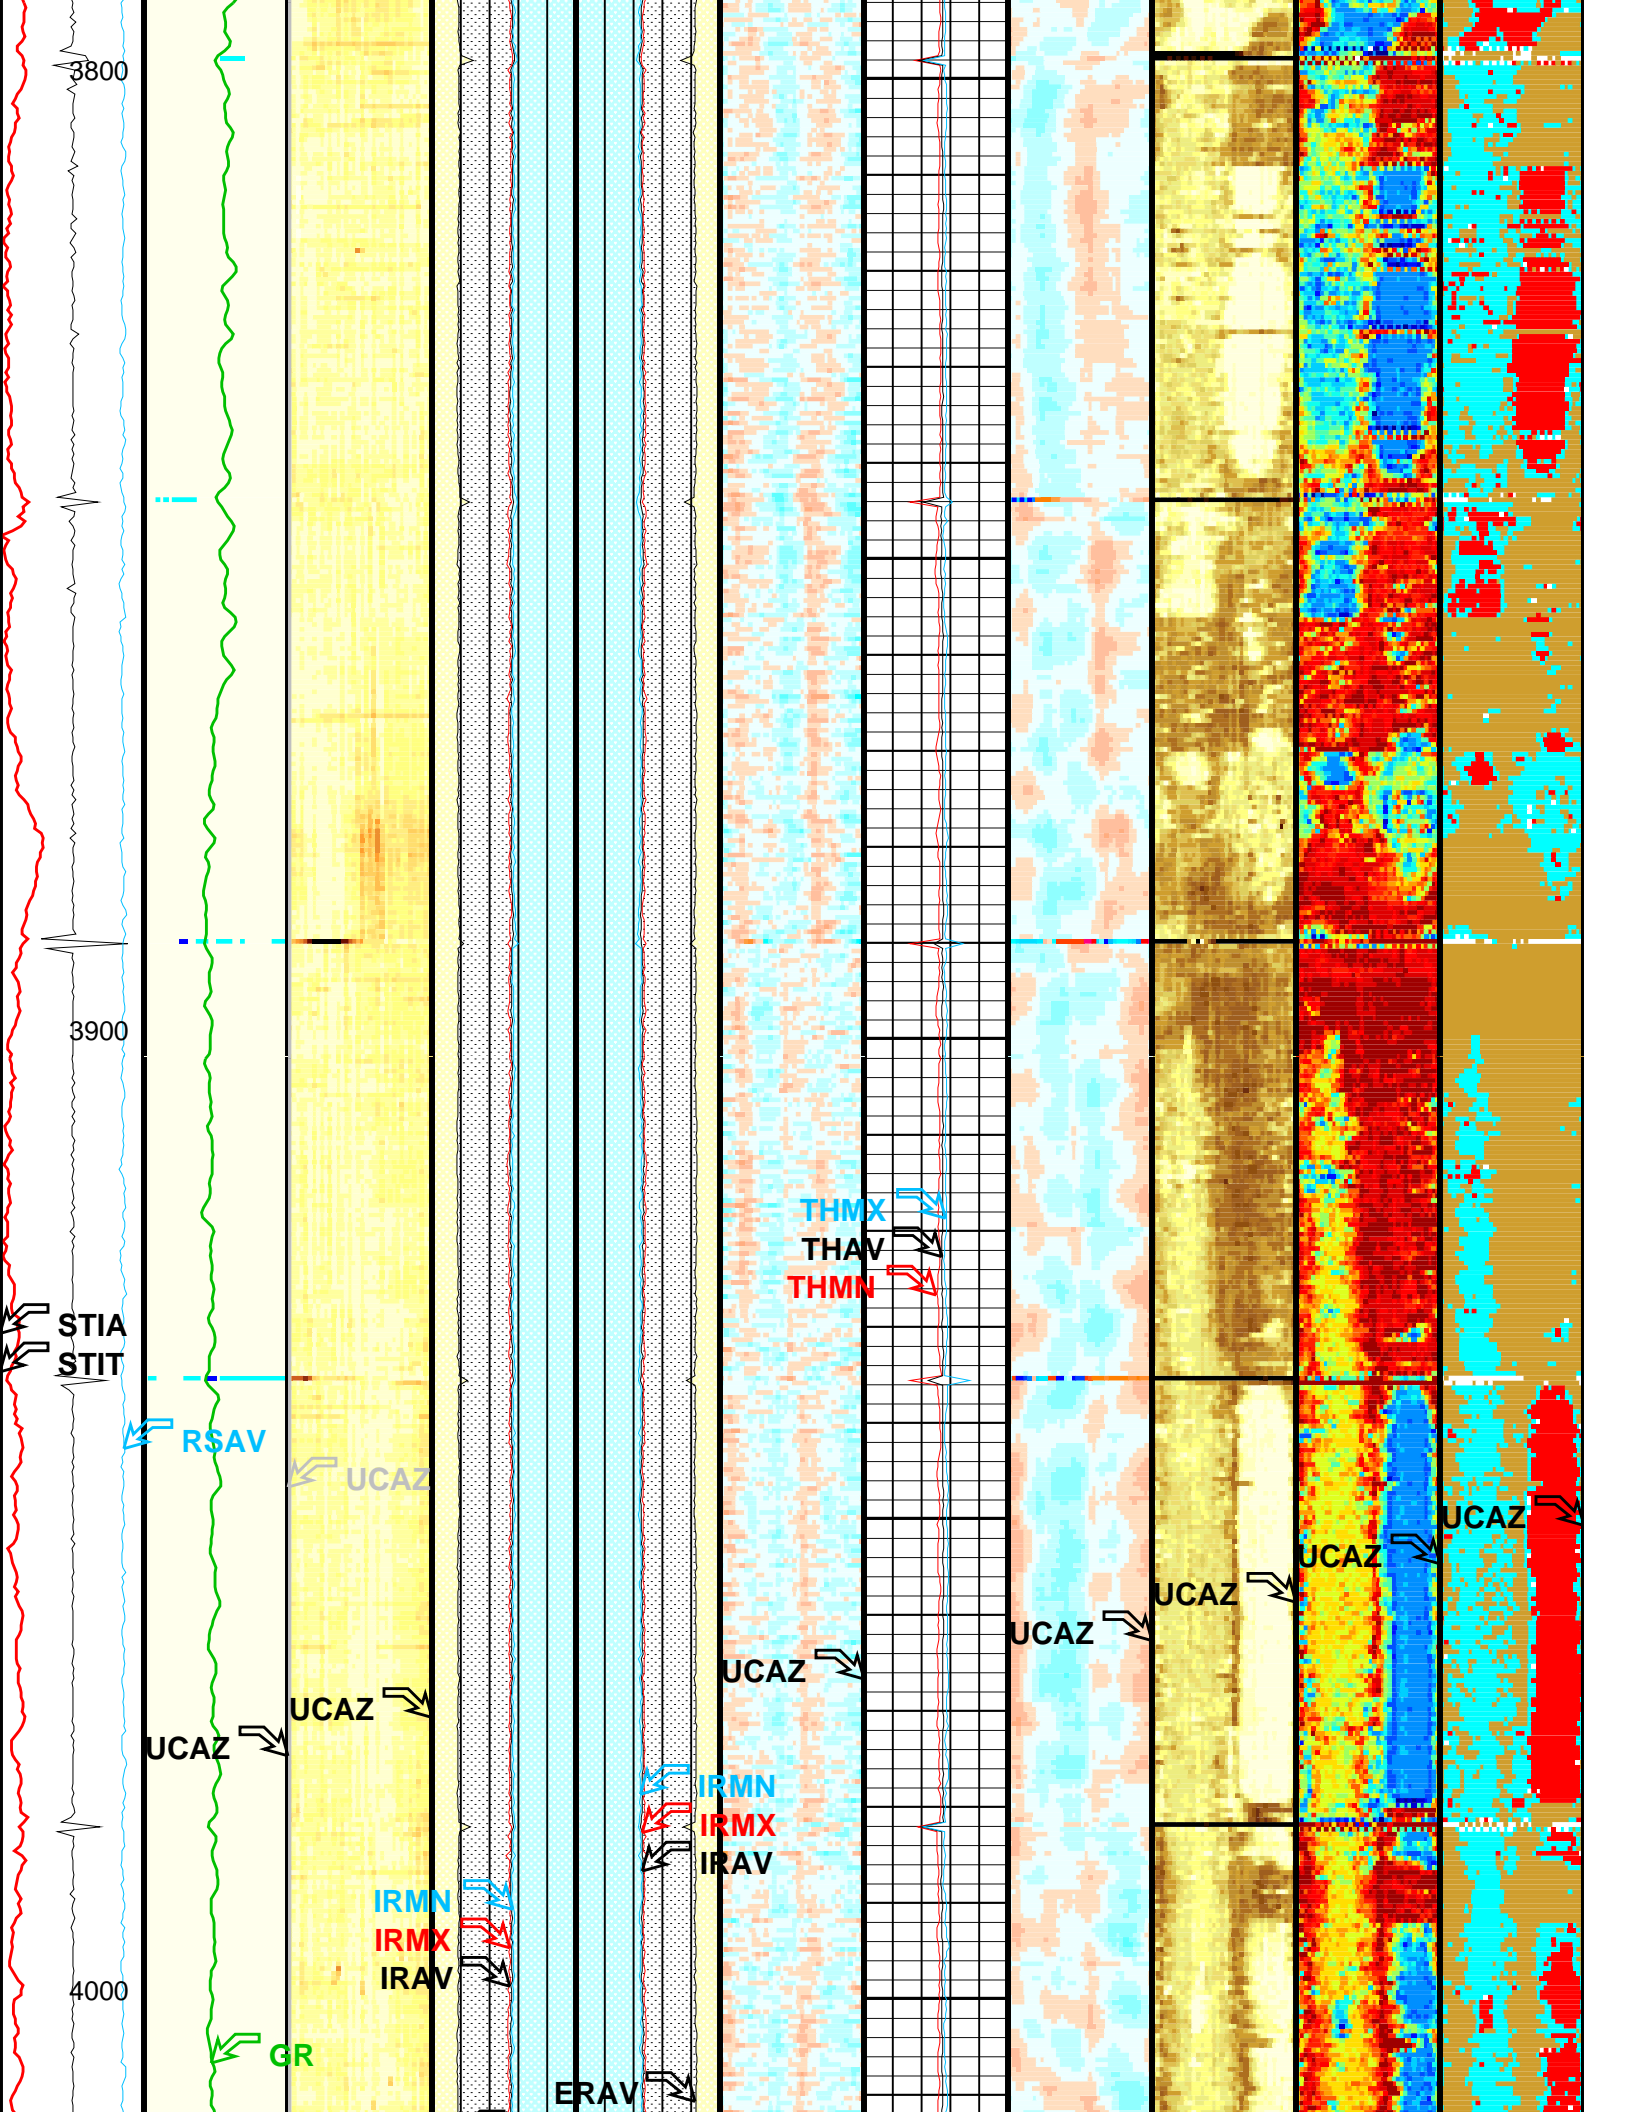 3800
3900
THMX
THAV
THMN
STIA
STIT
RSAV
UCAZ
UCAZ
UCAZ
UCAZ
UCAZ
UCAZ
UCAZ
UCAZ
IRMN
IRMX
IRAV
IRMN
IRMX
IRAV
4000
GR
ERAV